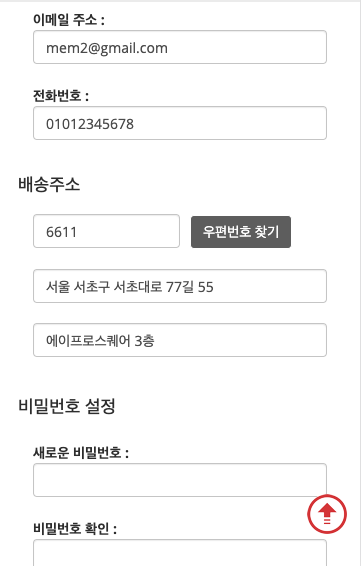 이메일 주소 :
mem2@gmail.com
전화번호 :
01012345678
배송주소
6611 우편번호 찾기
서울 서초구 서초대로 77길 55
에이프로스퀘어 3층
비밀번호 설정
새로운 비밀번호 :
비밀번호 확인 :